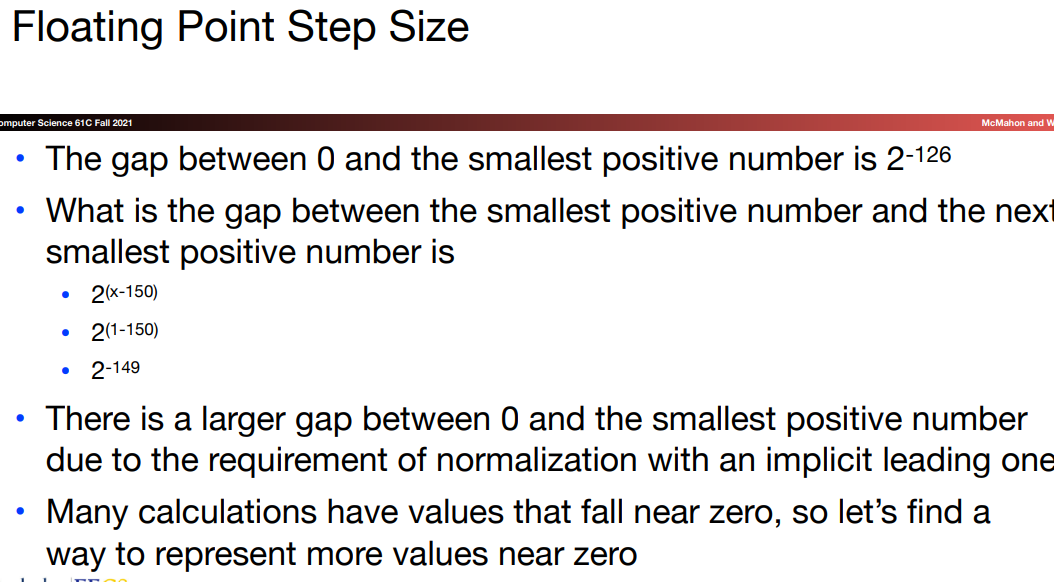 Floating Point Step Size
omputer Science 61C Fall 2021
McMahon and W
• The gap between 0 and the smallest positive number is 2-126
• What is the gap between the smallest positive number and the next
smallest positive number is
• 2(x-150)
• 2(1-150)
• 2-149
• There is a larger gap between 0 and the smallest positive number
due to the requirement of normalization with an implicit leading one
• Many calculations have values that fall near zero, so let’s find a
way to represent more values near zero